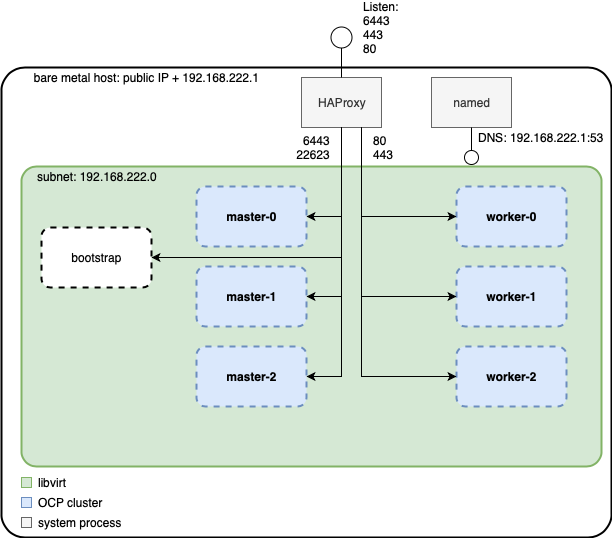 Listen:
6443
443
80
bare metal host: public IP + 192.168.222.1
HAProxy
named
6443
22623
80
443
DNS: 192.168.222.1:53
subnet: 192.168.222.0
master-0
worker-0
bootstrap
master-1
worker-1
master-2
worker-2
libvirt
OCP cluster
system process